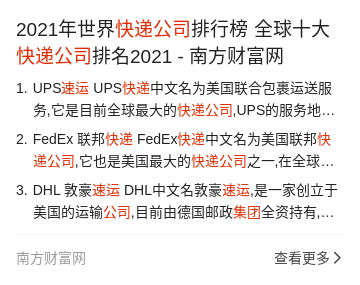 2021年世界快递公司排行榜 全球十大
快递公司排名2021 - 南方财富网
1. UPS速运 UPS快递中文名为美国联合包裹运送服
务,它是目前全球最大的快递公司,UPS的服务地…
2. FedEx 联邦快递 FedEx快递中文名为美国联邦快
递公司,它也是美国最大的快递公司之一,在全球…
3. DHL 敦豪速运 DHL中文名敦豪速运,是一家创立于
美国的运输公司,目前由德国邮政集团全资持有,…
南方财富网
查看更多